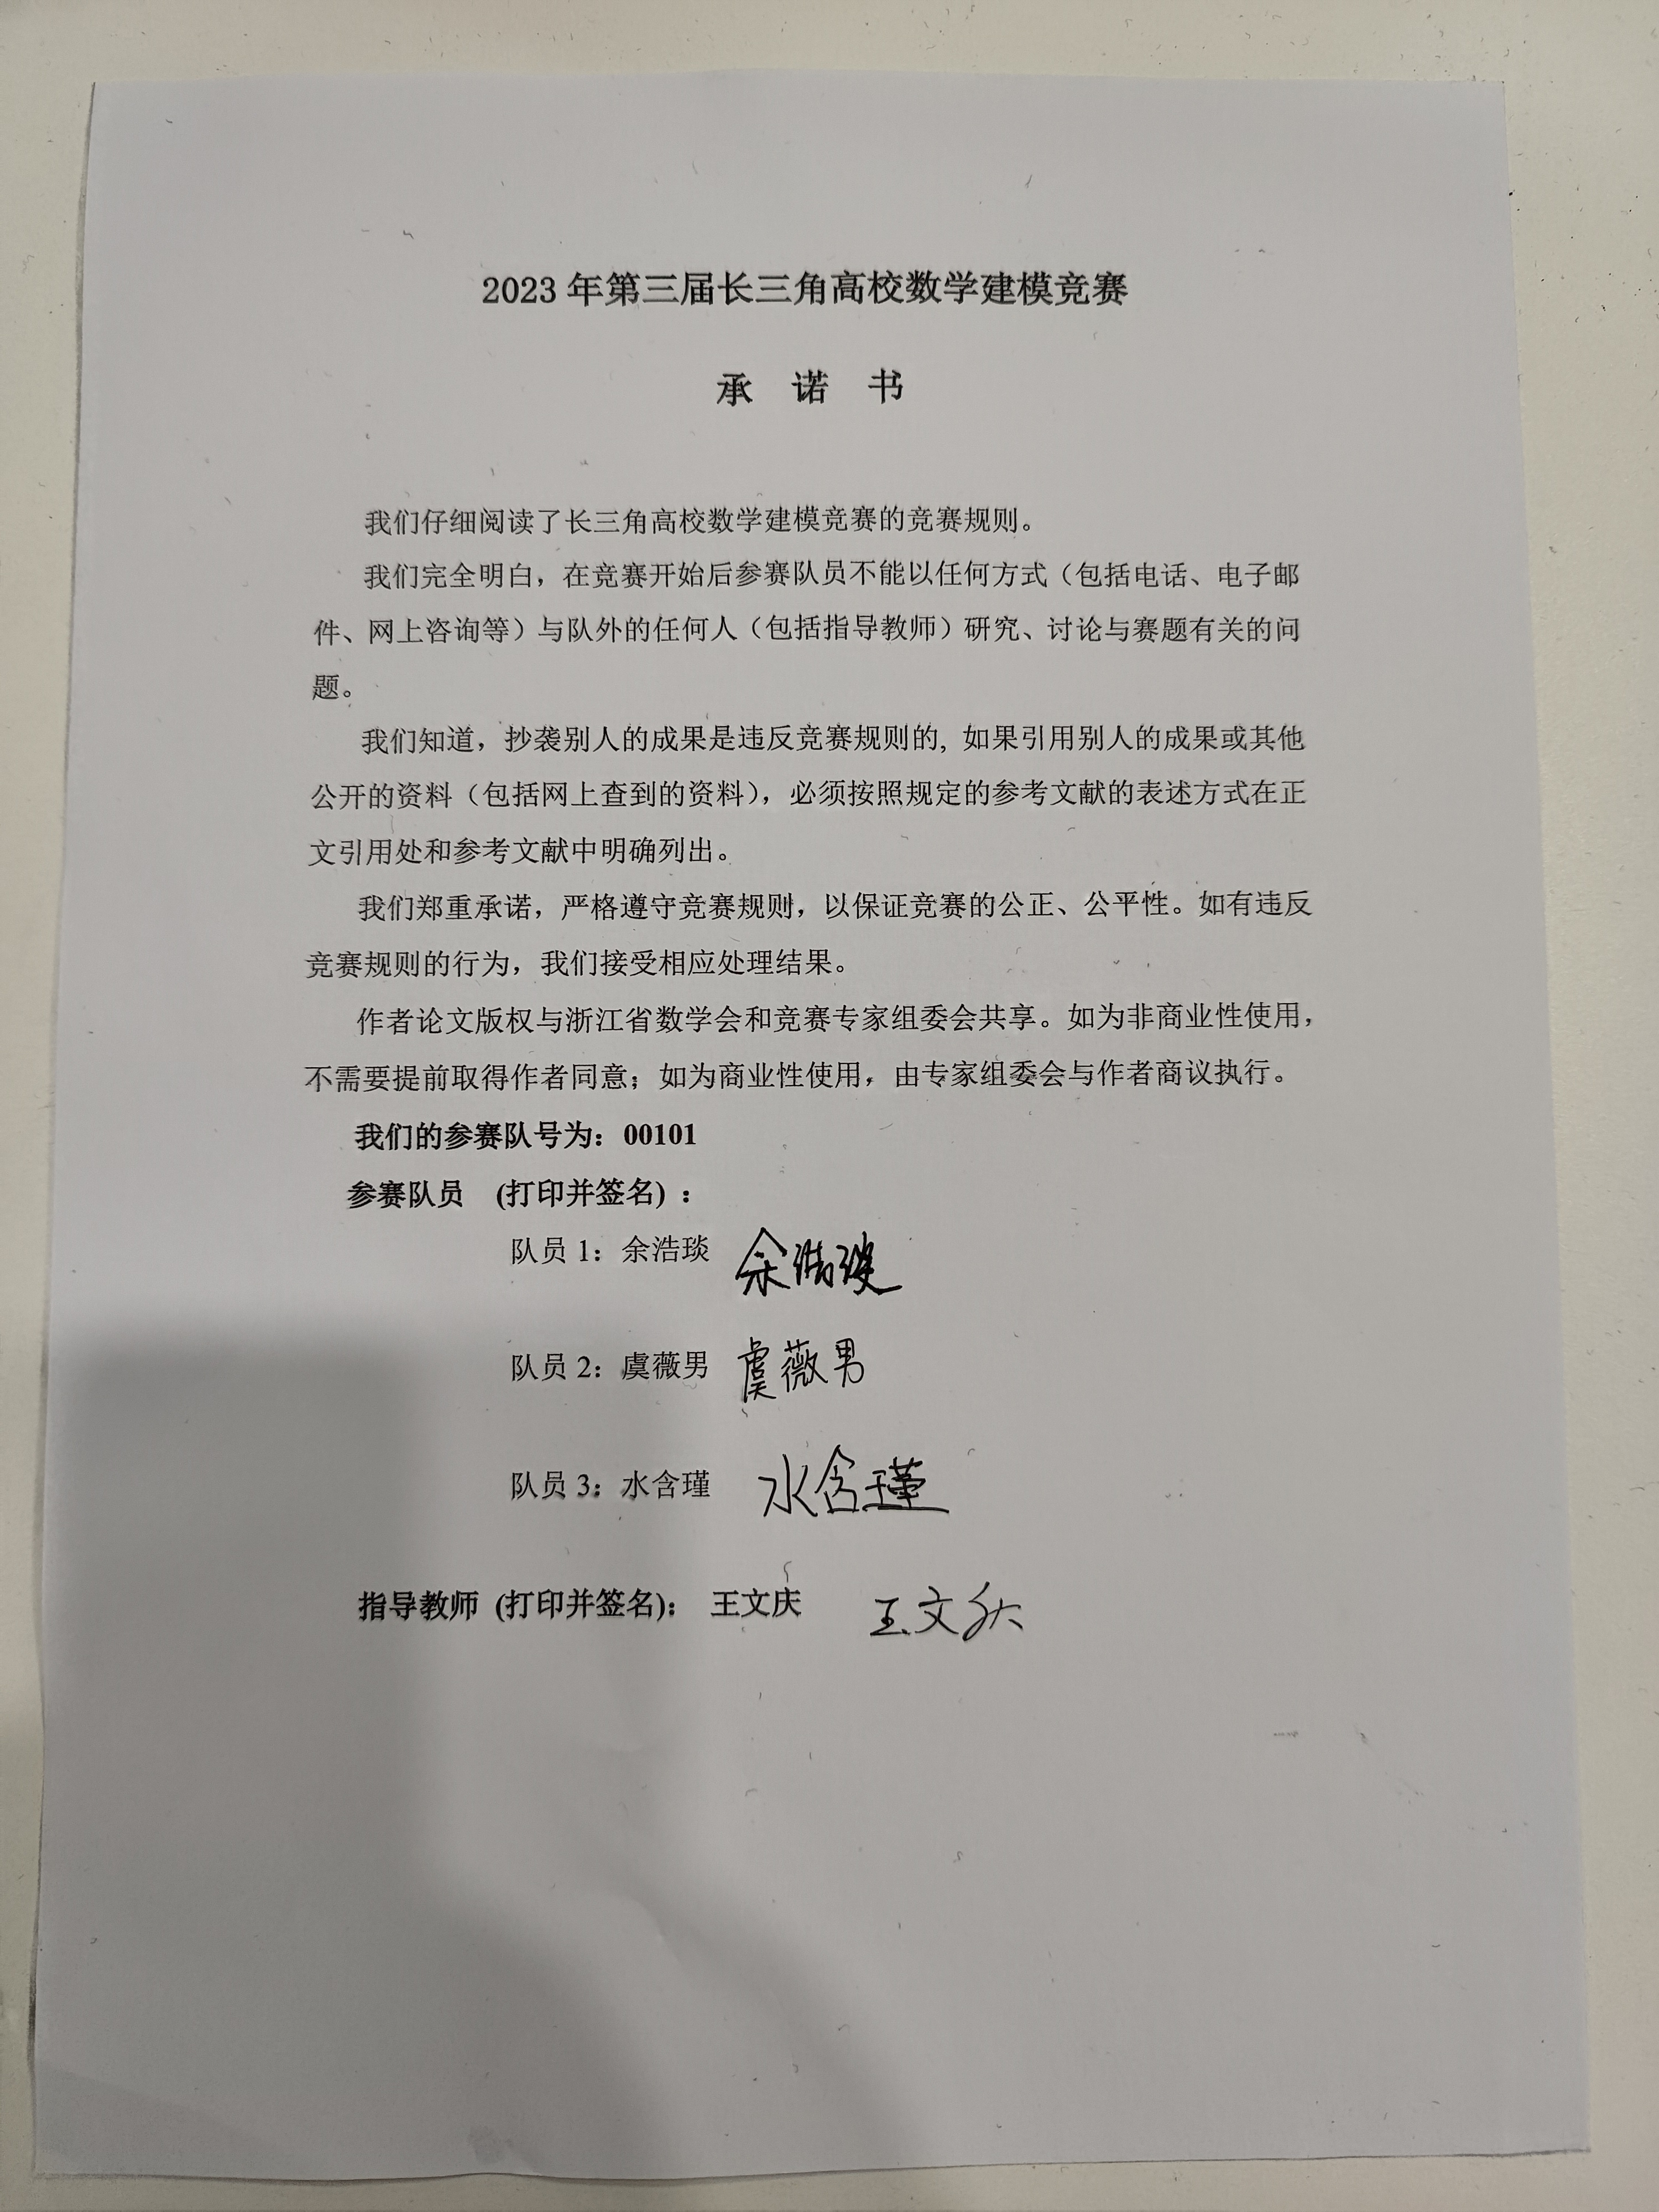 2023 年第三届长三角高校数学建模竞赛
承 诺 书
我们仔细阅读了长三角高校数学建模竞赛的竞赛规则。
我们完全明白，在竞赛开始后参赛队员不能以任何方式（包括电话、电子邮
件、网上咨询等）与队外的任何人（包括指导教师）研究、讨论与赛题有关的问
题。
我们知道，抄袭别人的成果是违反竞赛规则的, 如果引用别人的成果或其他
公开的资料（包括网上查到的资料），必须按照规定的参考文献的表述方式在正
文引用处和参考文献中明确列出。
我们郑重承诺，严格遵守竞赛规则，以保证竞赛的公正、公平性。如有违反
竞赛规则的行为，我们接受相应处理结果。
作者论文版权与浙江省数学会和竞赛专家组委会共享。如为非商业性使用，
不需要提前取得作者同意；如为商业性使用，由专家组委会与作者商议执行。
我们的参赛队号为：00101
参赛队员 (打印并签名) ：
队员 1：余浩琰 余浩琰
队员 2：虞薇男 虞薇男
队员 3：水含瑾 水含瑾
指导教师 (打印并签名)： 王文庆 王文庆